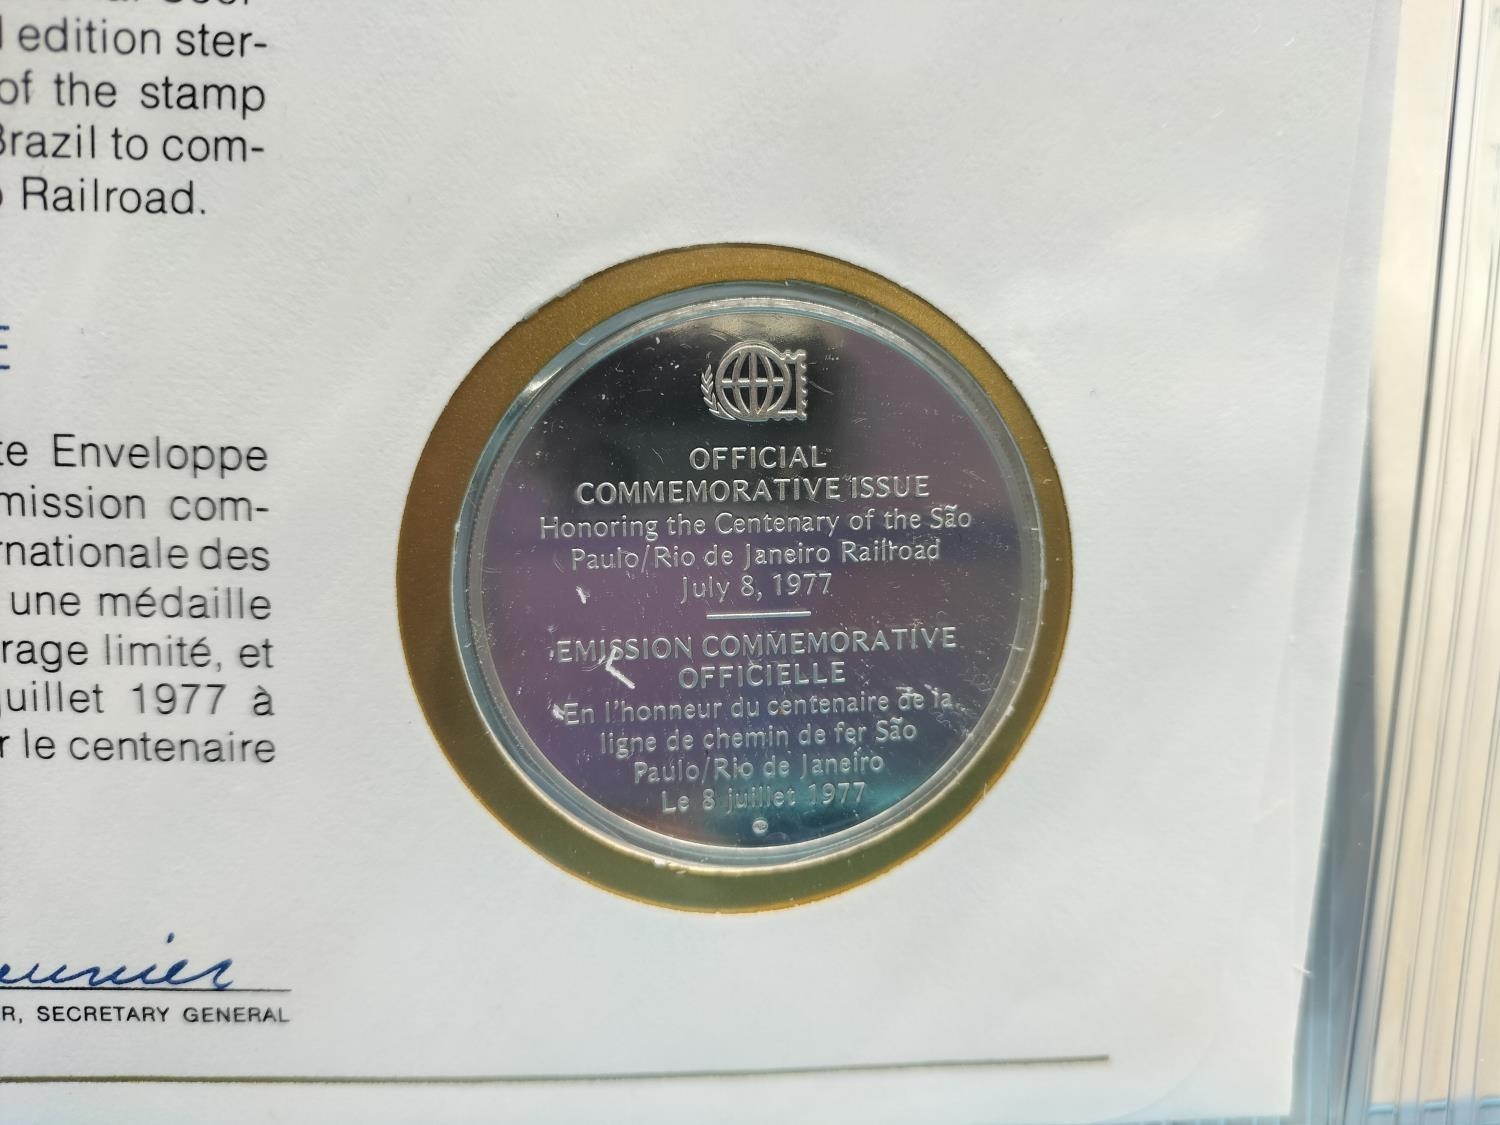 edition ster-
of the stamp
Brazil to com-
Railroad.
E
te Enveloppe
mission com-
rnationale des
une médaille
rage limité, et
juillet 1977 à
r le centenaire
R, SECRETARY GENERAL
OFFICIAL
COMMEMORATIVE ISSUE
Honoring the Centenary of the São
Paulo/Rio de Janeiro Railroad
July 8, 1977
EMISSION COMMEMORATIVE
OFFICIELLE
En l'honneur du centenaire de la
ligne de chemin de fer São
Paulo/Rio de Janeiro
Le 8 juillet 1977